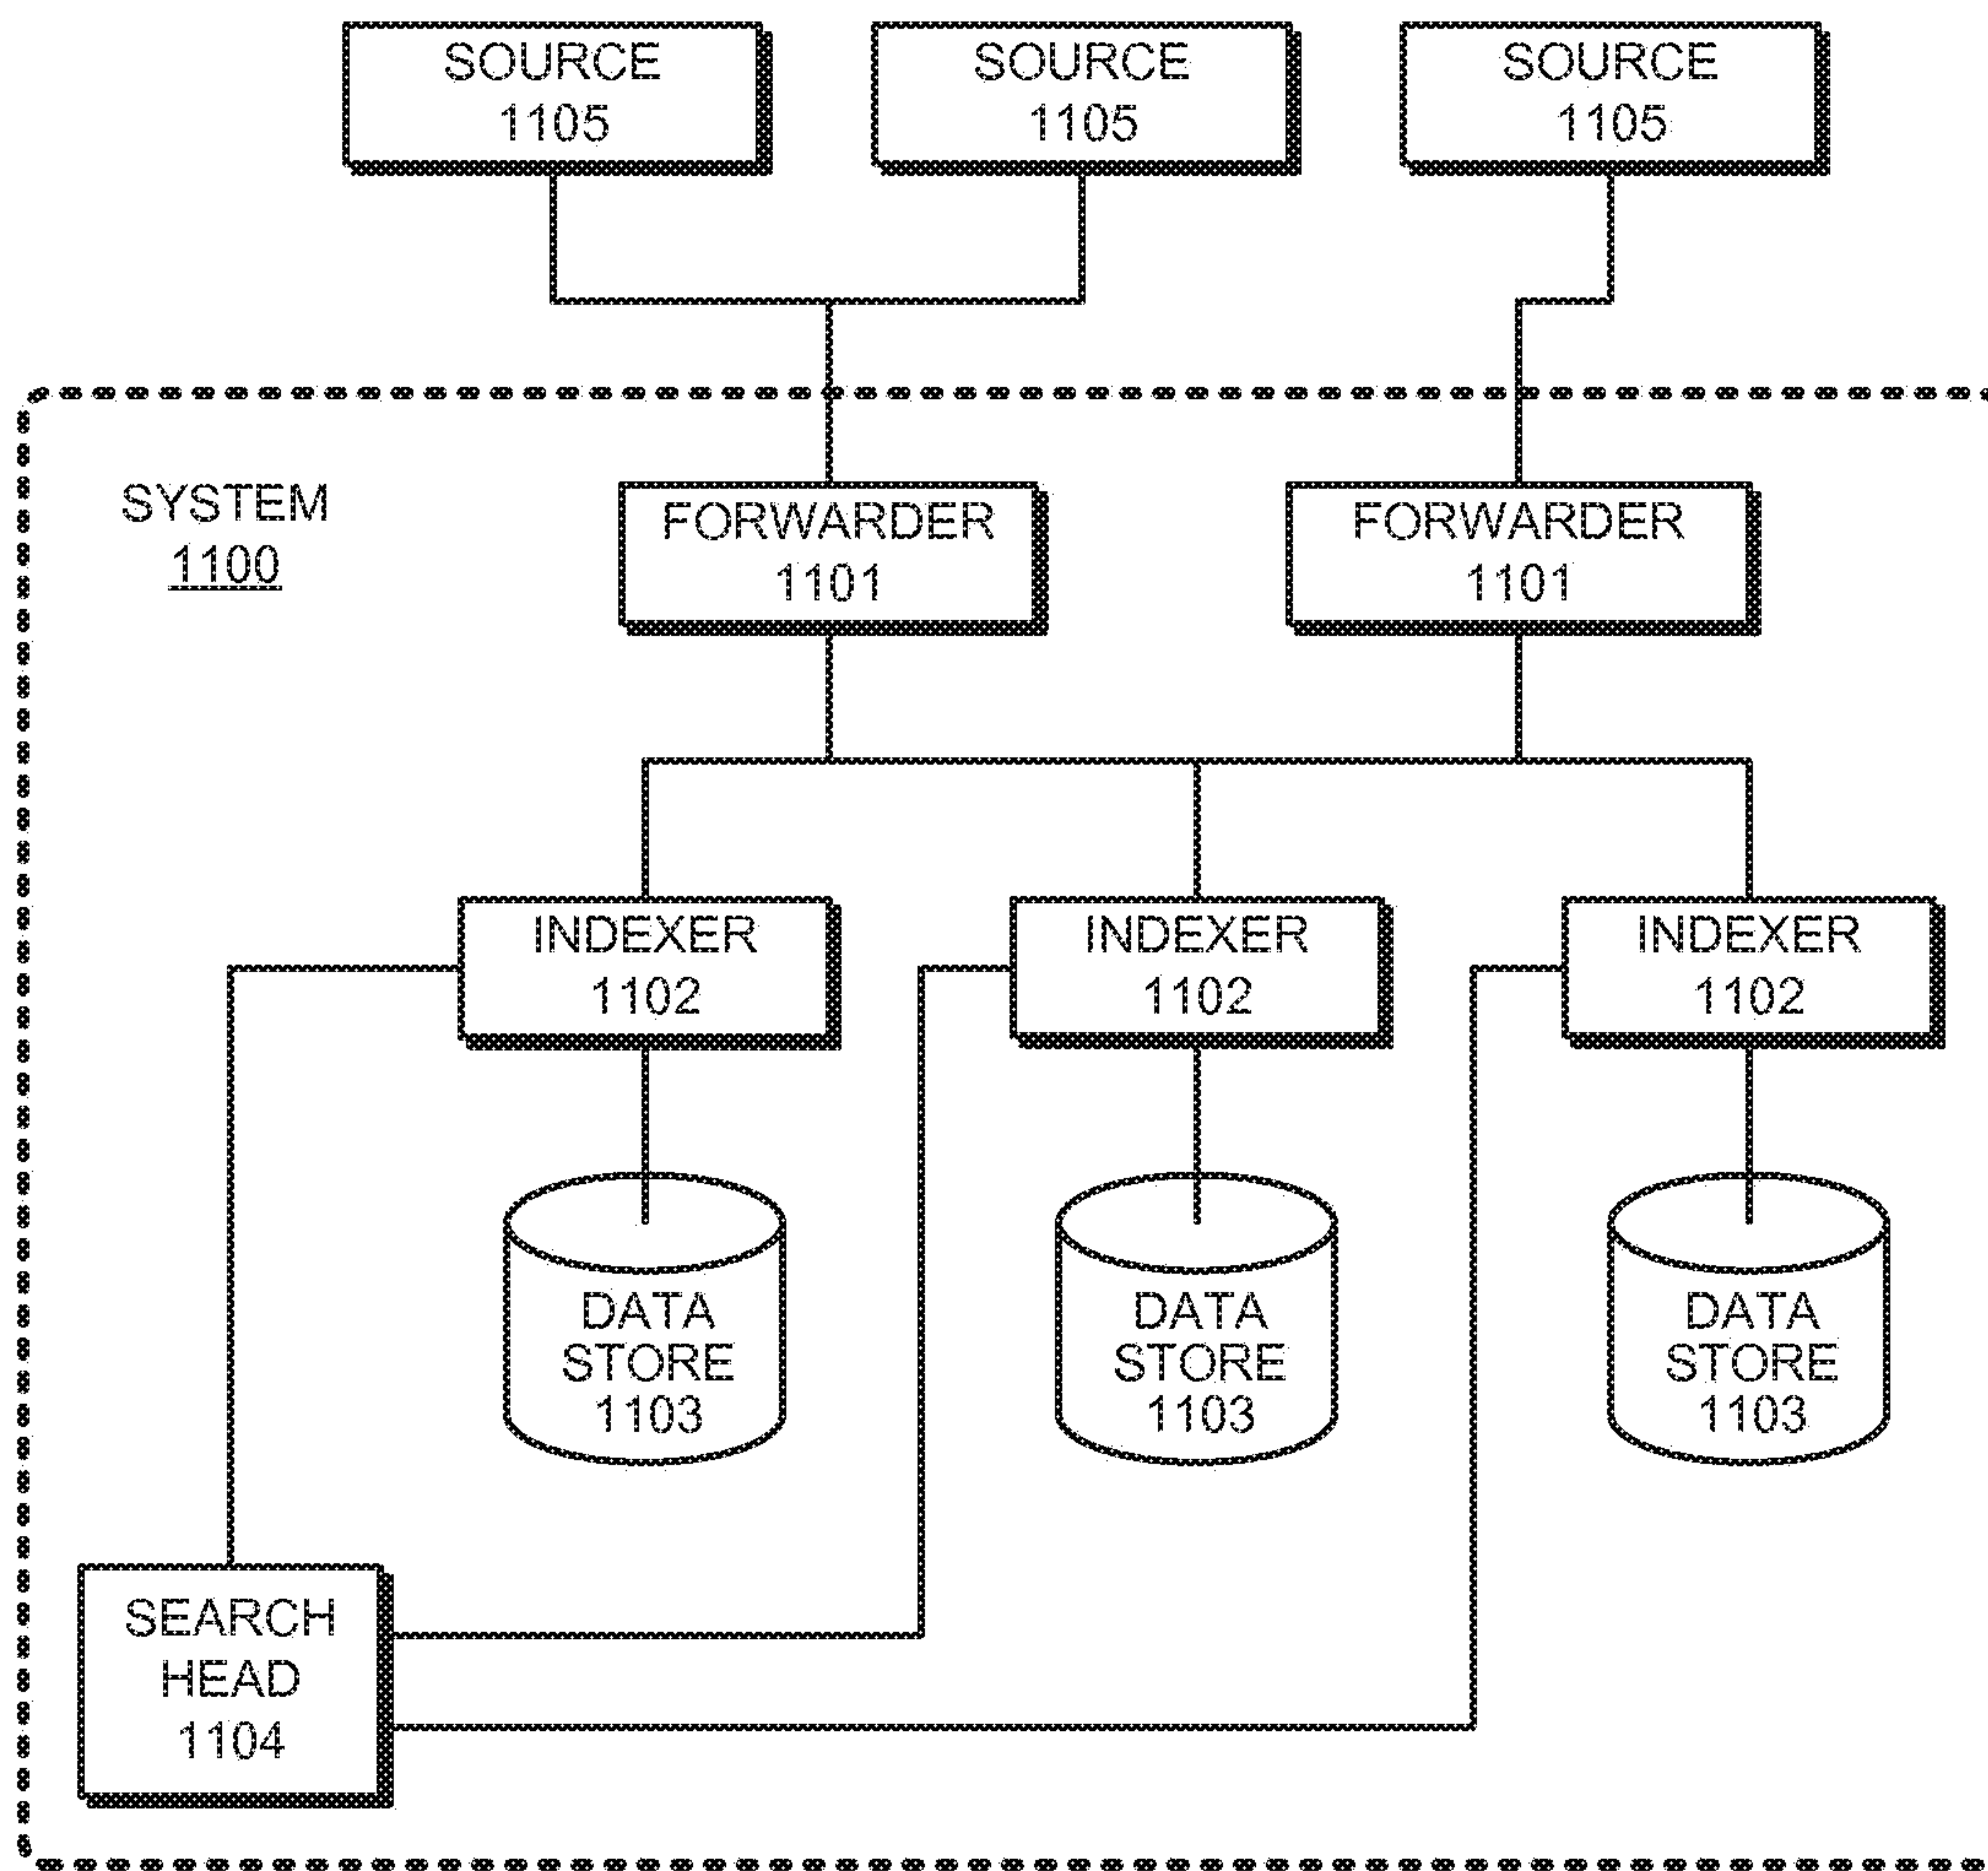 SOURCE
1105
SOURCE
1105
SOURCE
1105
SYSTEM
1100
FORWARDER
1101
FORWARDER
1101
INDEXER
1102
INDEXER
1102
INDEXER
1102
DATA
STORE
1103
DATA
STORE
1103
DATA
STORE
1103
SEARCH
HEAD
1104